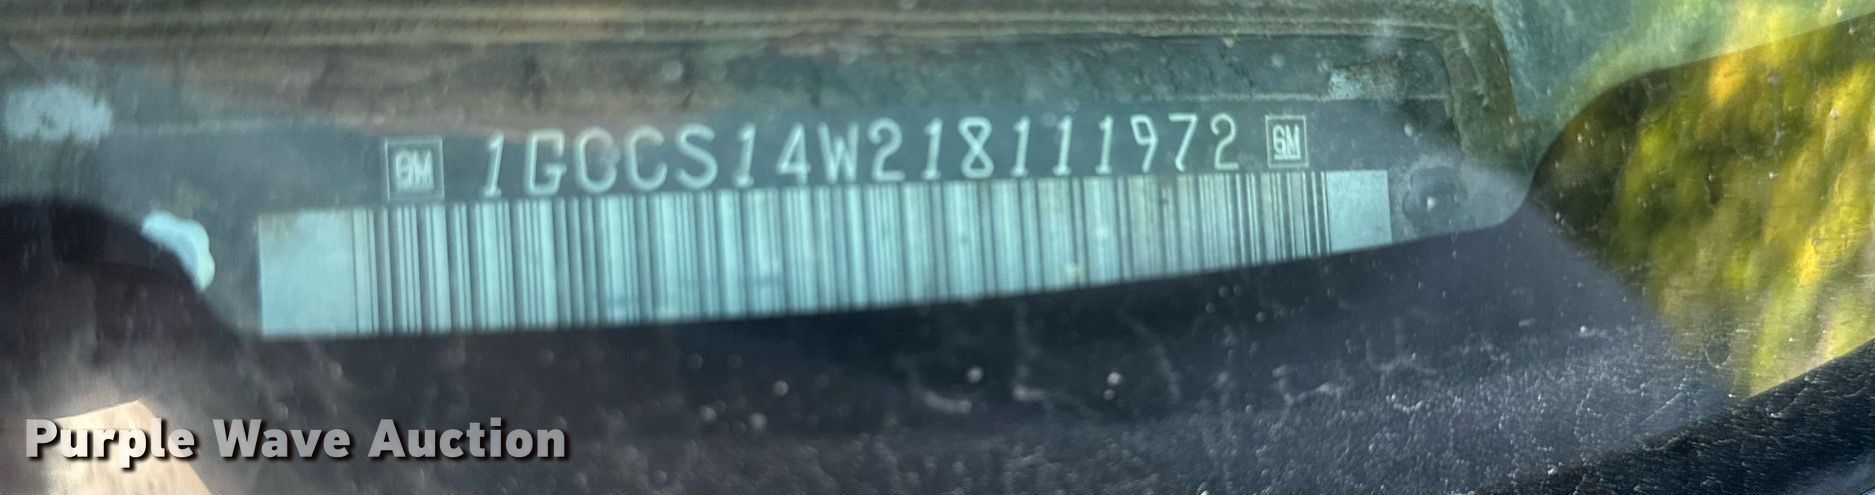 GM 1GCCS14W218111972 GM
Purple Wave Auction